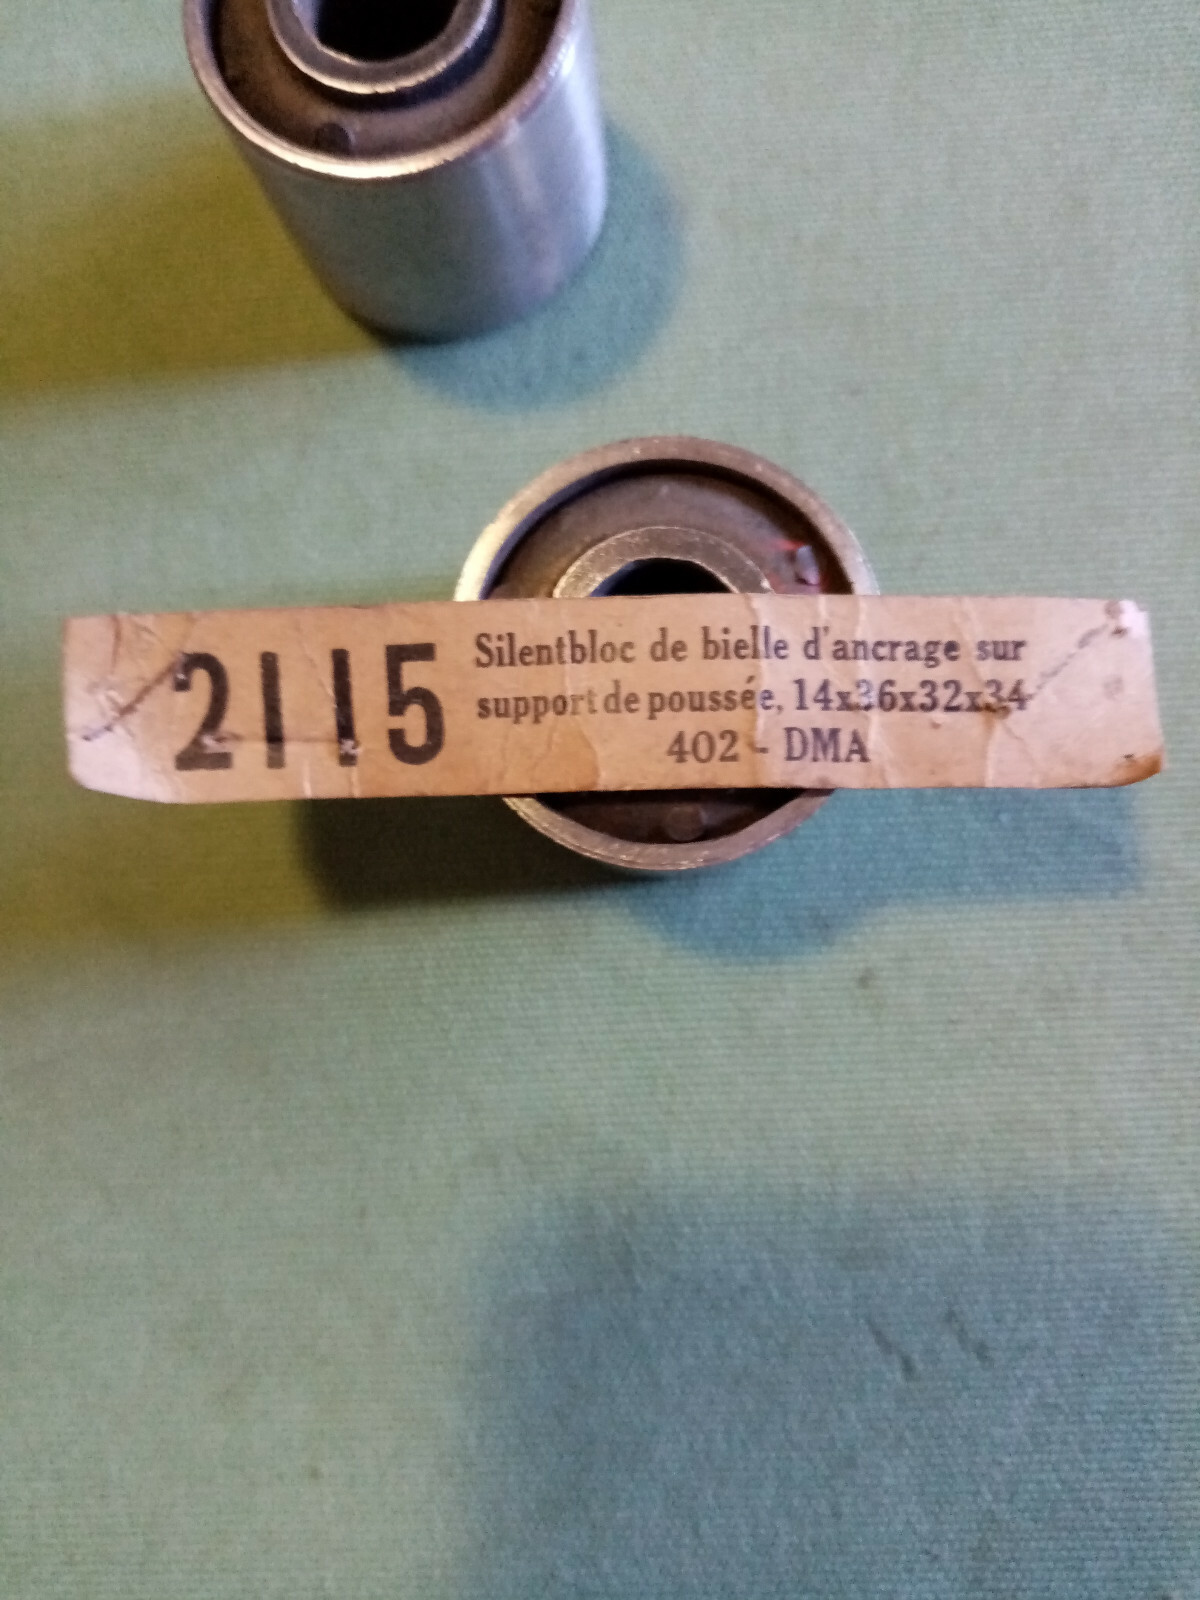 2115
Silentbloc de bielle d'ancrage sur
support de poussée, 14x36x32x34
402 - DMA